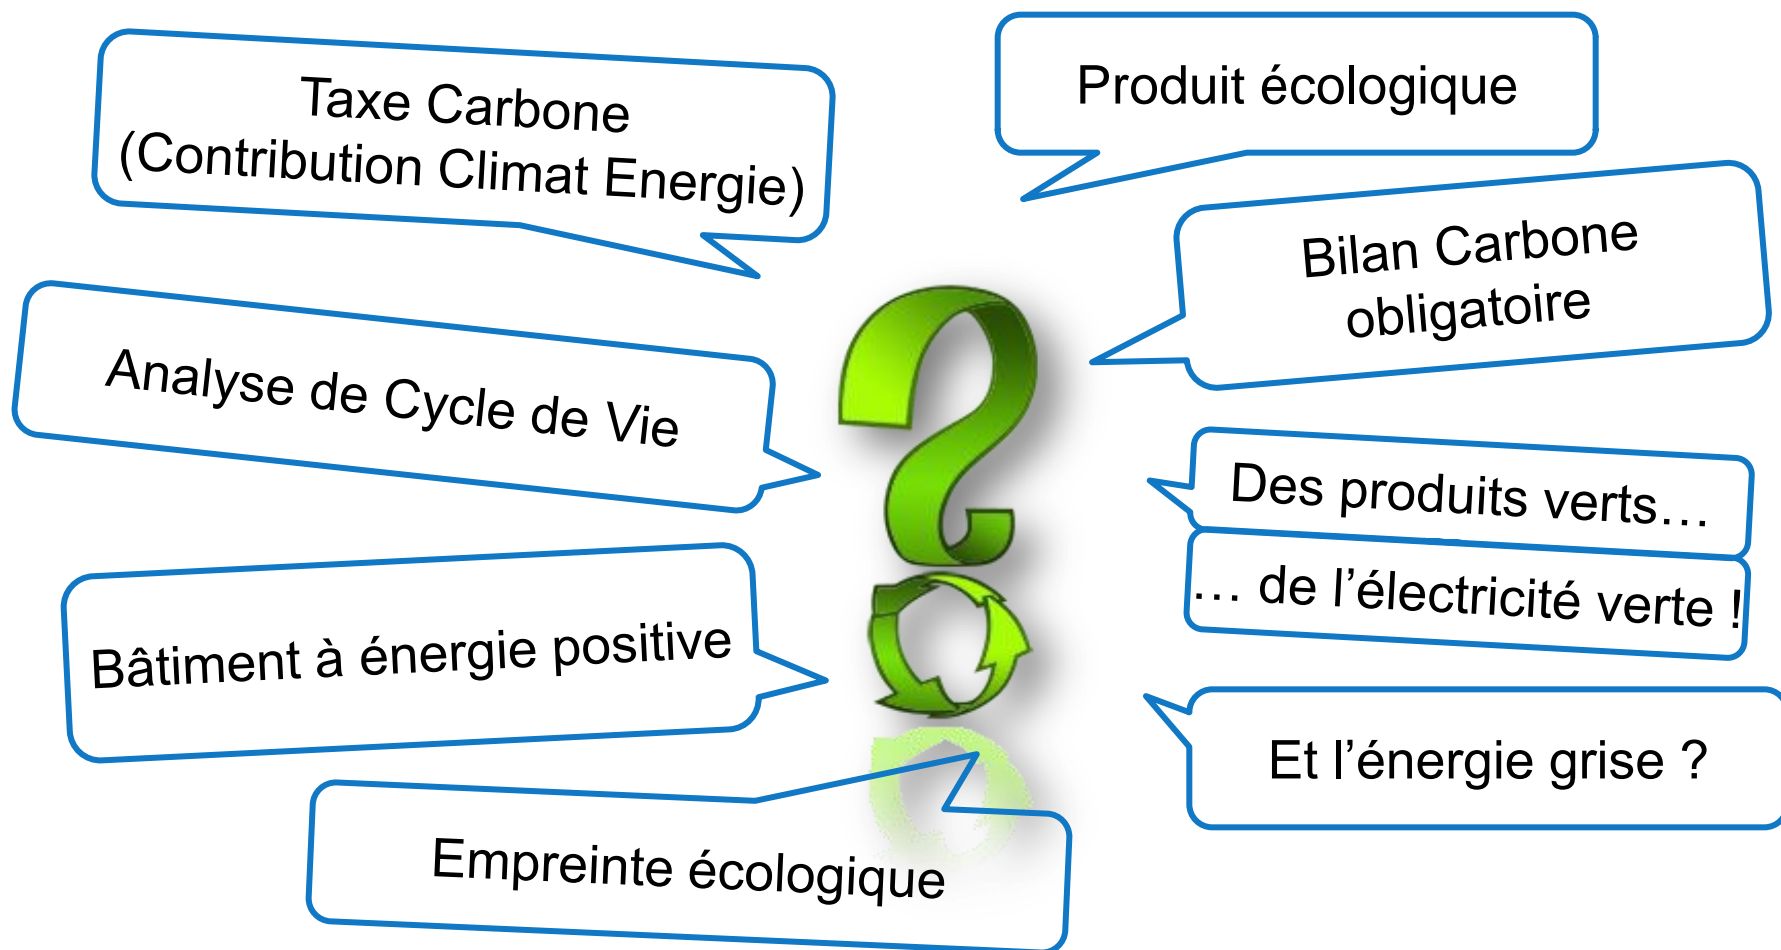 Taxe Carbone
(Contribution Climat Energie)
Produit écologique
Bilan Carbone
obligatoire
Analyse de Cycle de Vie
Des produits verts…
… de l’électricité verte !
Bâtiment à énergie positive
Et l’énergie grise ?
Empreinte écologique